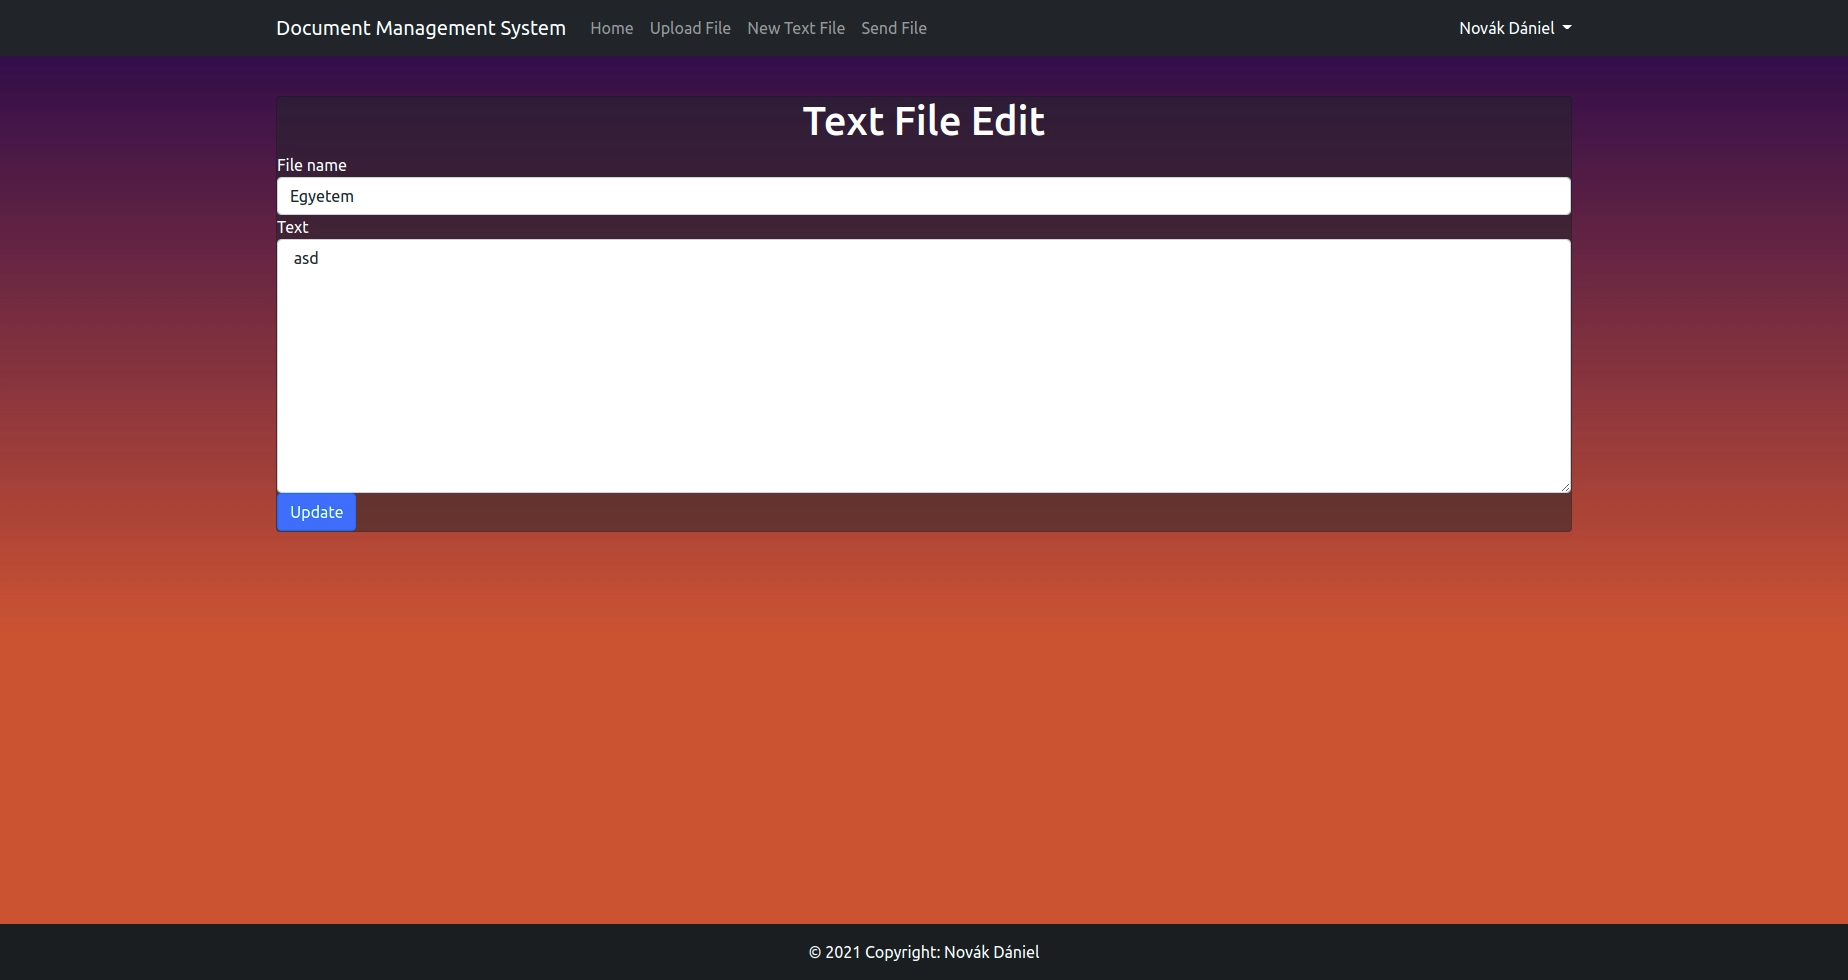 Document Management System Home Upload File New Text File Send File Novák Dániel
Text File Edit
File name
Egyetem
Text
asd
Update
© 2021 Copyright: Novák Dániel